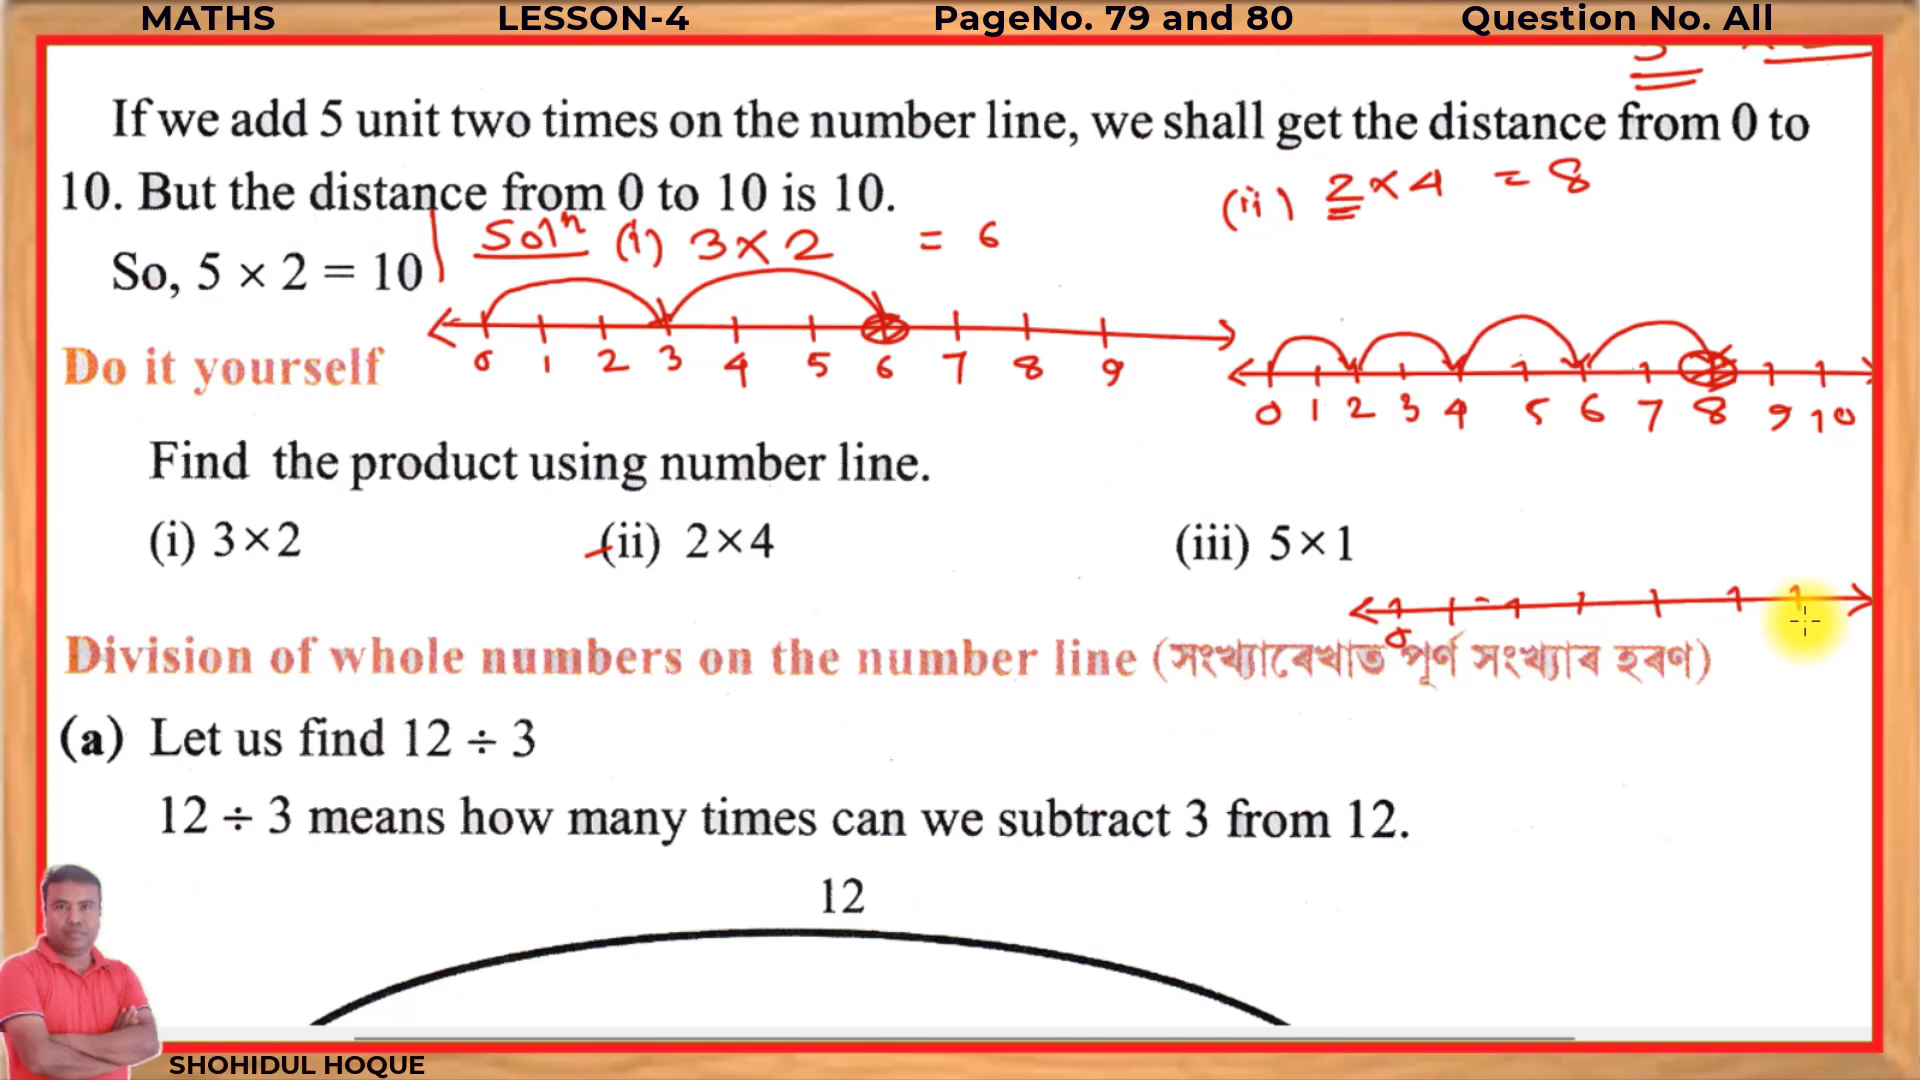 MATHS LESSON-4 PageNo. 79 and 80 Question No. All
If we add 5 unit two times on the number line, we shall get the distance from 0 to
10. But the distance from 0 to 10 is 10.
(ii) 2 × 4 = 8
Solⁿ (i) 3 × 2 = 6
So, 5 × 2 = 10
0 1 2 3 4 5 6 7 8 9
0 1 2 3 4 5 6 7 8 9 10
Do it yourself
Find the product using number line.
(i) 3×2 (ii) 2×4 (iii) 5×1
0
Division of whole numbers on the number line (সংখ্যাৰেখাত পূৰ্ণ সংখ্যাৰ হৰণ)
(a) Let us find 12 ÷ 3
12 ÷ 3 means how many times can we subtract 3 from 12.
12
SHOHIDUL HOQUE